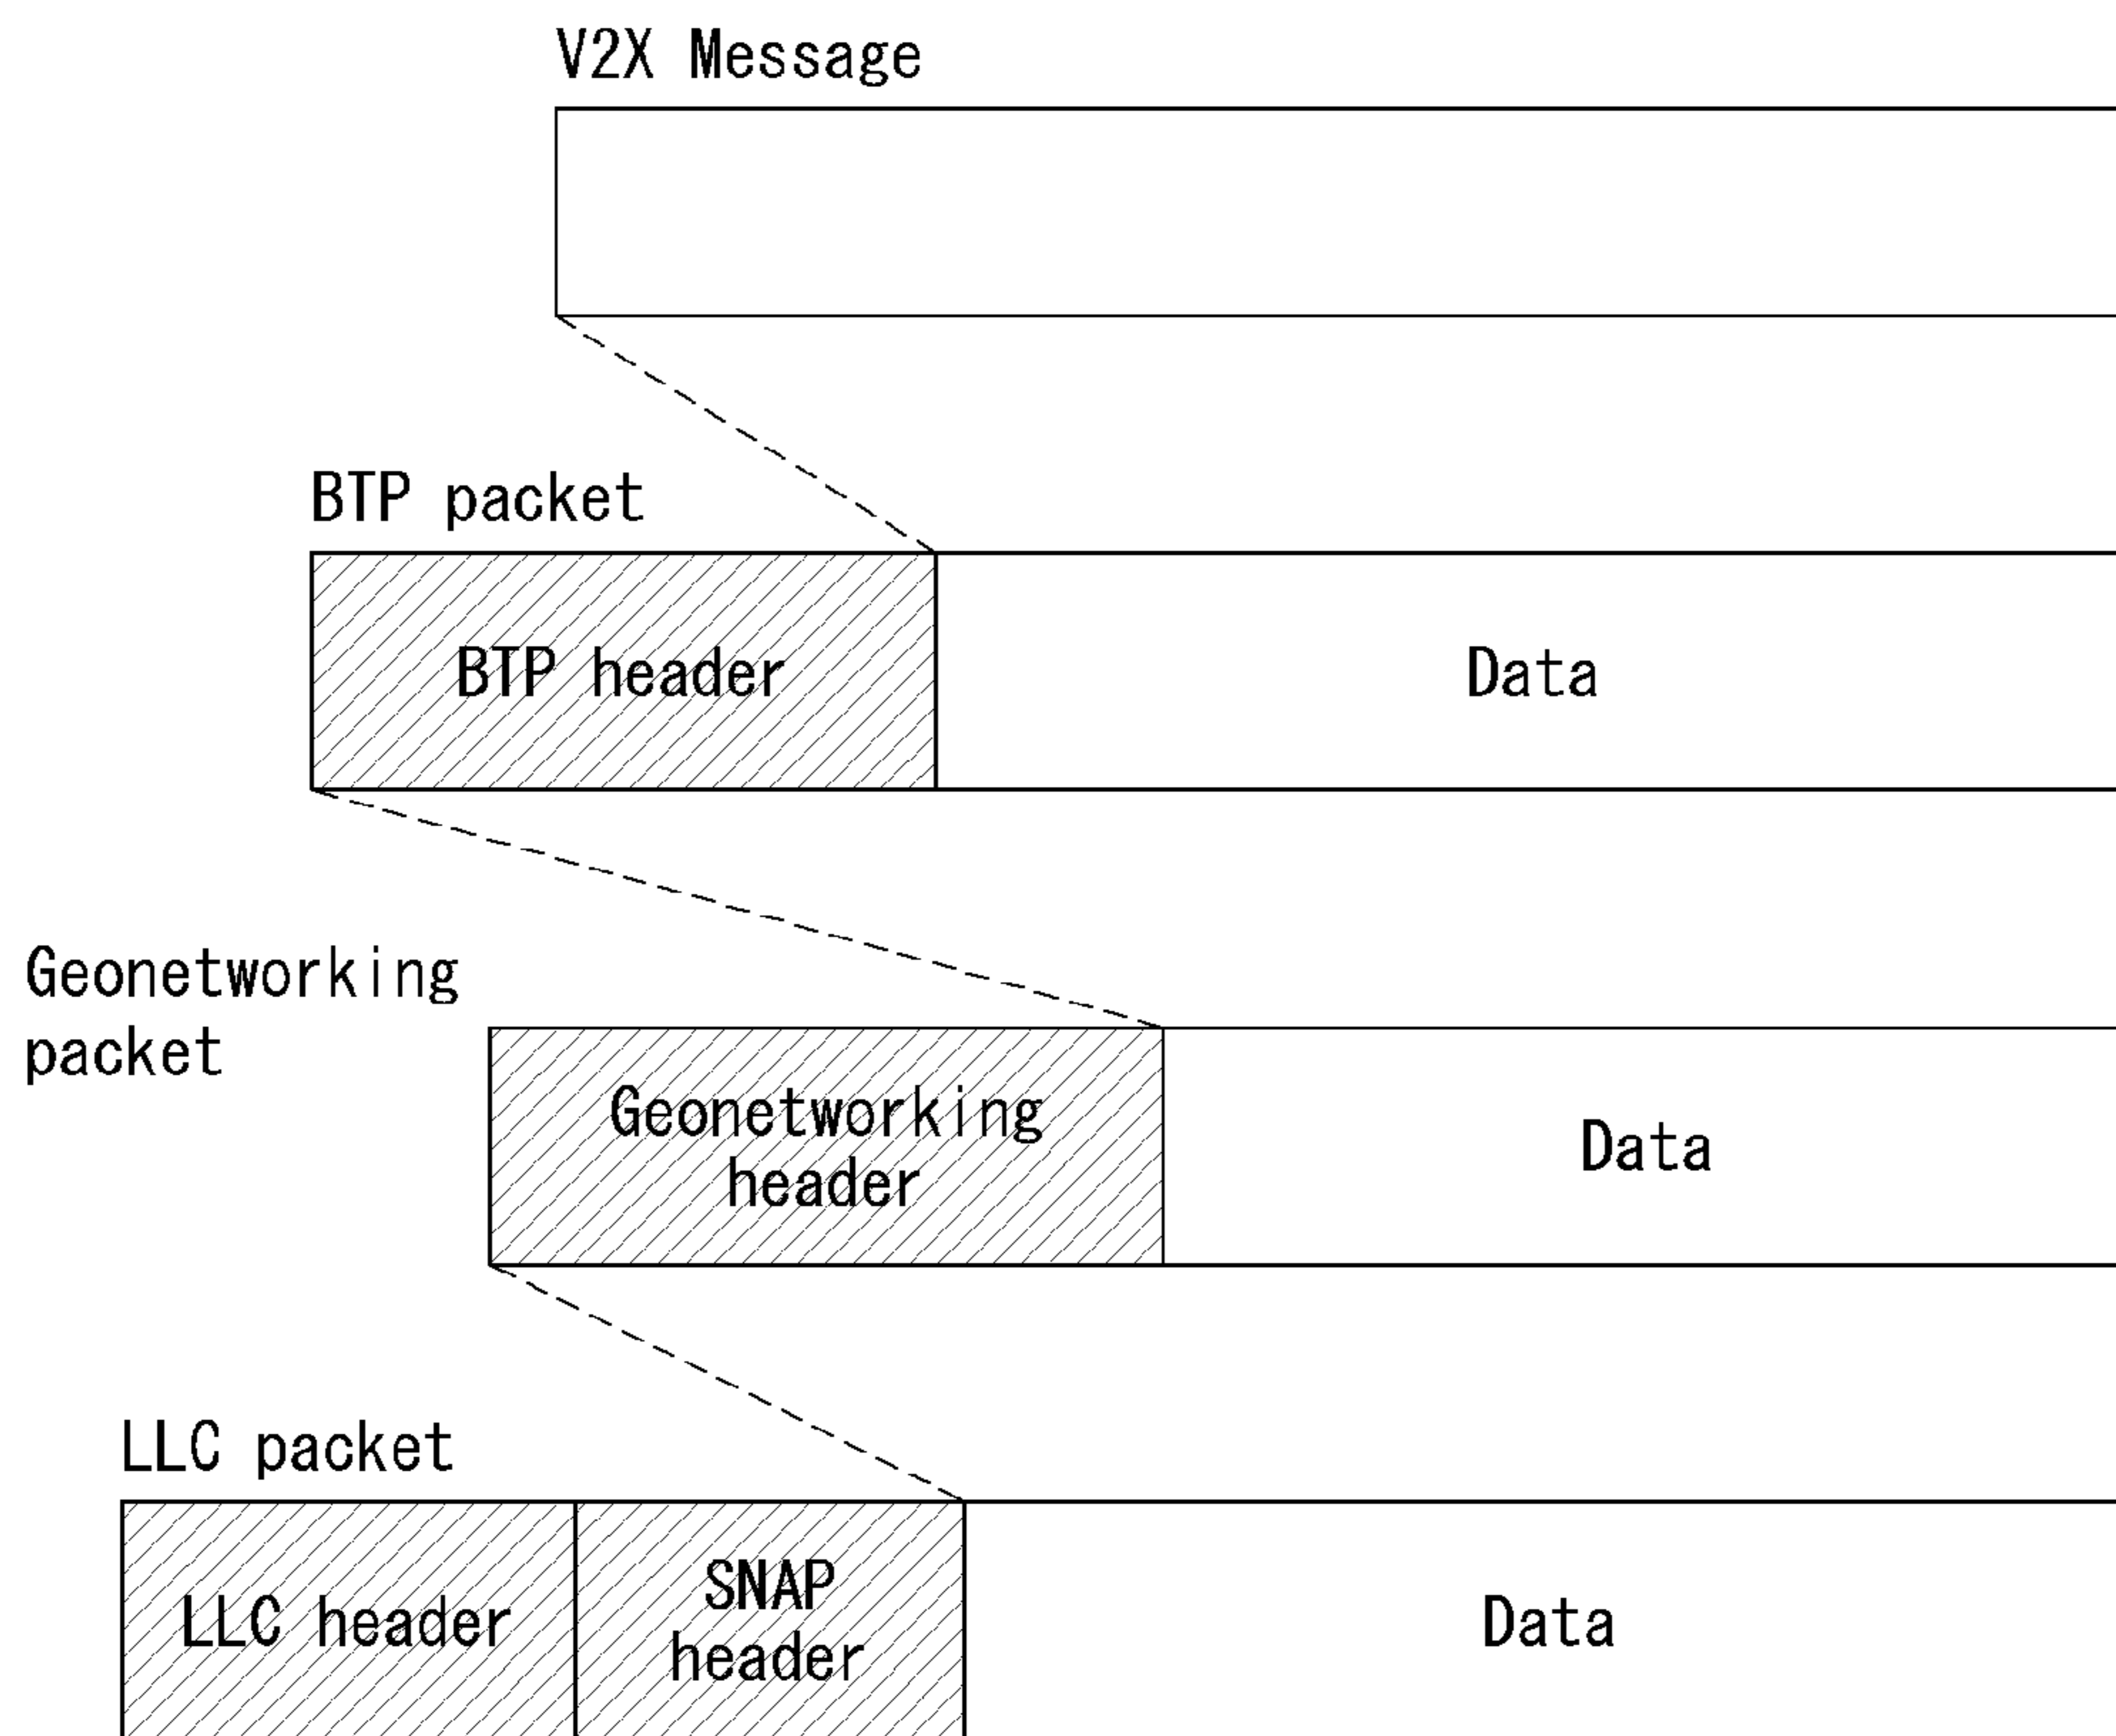 V2X Message
BTP packet
BTP header
Data
Geonetworking
packet
Geonetworking
header
Data
LLC packet
LLC header
SNAP
header
Data